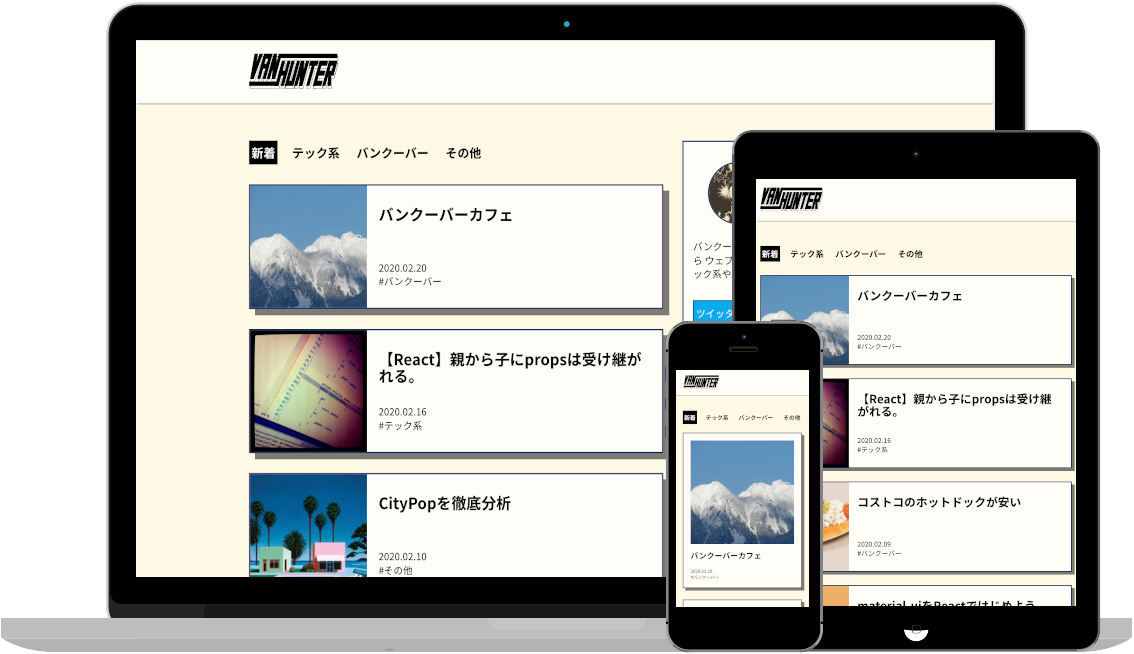 VANHUNTER
新着 テック系 バンクーバー その他
バンクーバーカフェ
2020.02.20
#バンクーバー
【React】親から子にpropsは受け継が
れる。
2020.02.16
#テック系
CityPopを徹底分析
2020.02.10
#その他
バンクー
ら ウェブ
ック系や
ツイッタ
VANHUNTER
新着 テック系 バンクーバー その他
バンクーバーカフェ
2020.02.20
#バンクーバー
【React】親から子にpropsは受け継
がれる。
2020.02.16
#テック系
コストコのホットドックが安い
2020.02.09
#バンクーバー
material-uiをReactではじめよう
VANHUNTER
新着 テック系 バンクーバー その他
バンクーバーカフェ
2020.02.20
#バンクーバー